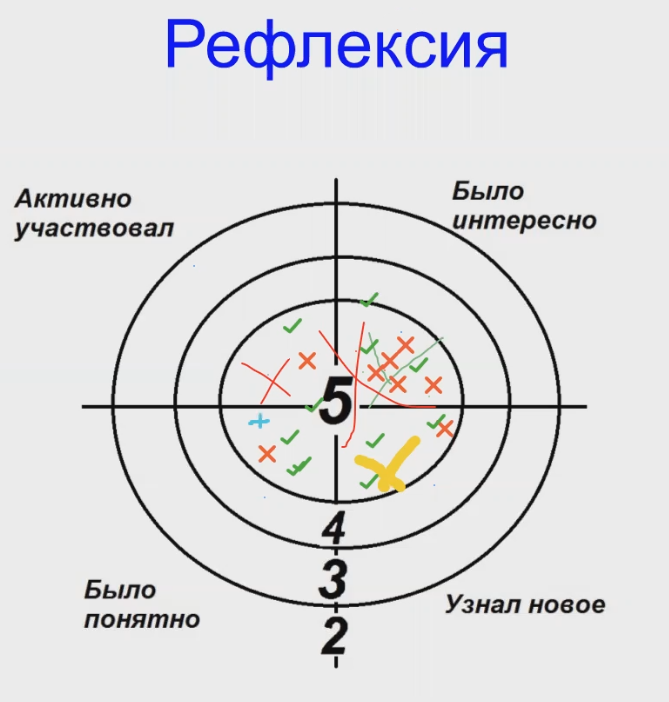 Рефлексия
Активно
участвовал
Было
интересно
5
4
3
2
Было
понятно
Узнал новое